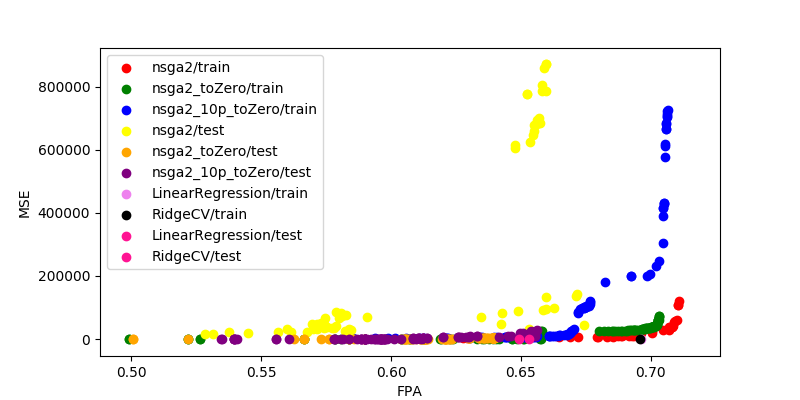 800000
600000
400000
200000
0
MSE
nsga2/train
nsga2_toZero/train
nsga2_10p_toZero/train
nsga2/test
nsga2_toZero/test
nsga2_10p_toZero/test
LinearRegression/train
RidgeCV/train
LinearRegression/test
RidgeCV/test
0.50 0.55 0.60 0.65 0.70
FPA